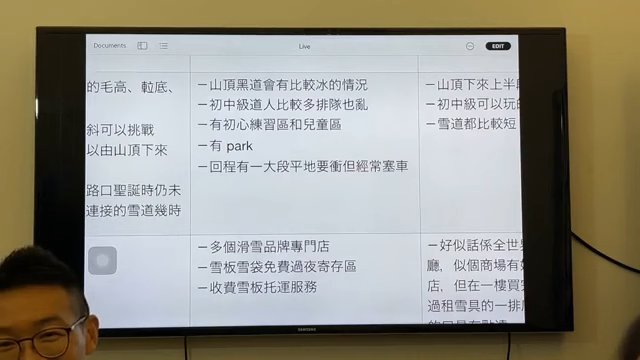 Documents
Live
EDIT
的毛高、粒底、
斜可以挑戰
以由山頂下來
路口聖誕時仍未
連接的雪道幾時
－山頂黑道會有比較冰的情況
－初中級道人比較多排隊也亂
－有初心練習區和兒童區
－有 park
－回程有一大段平地要衝但經常塞車
－山頂下來上半
－初中級可以玩的
－雪道都比較短
－多個滑雪品牌專門店
－雪板雪袋免費過夜寄存區
－收費雪板托運服務
－好似話係全世
廳，似個商場有
店，但在一樓買
過租雪具的一排
SAMSUNG